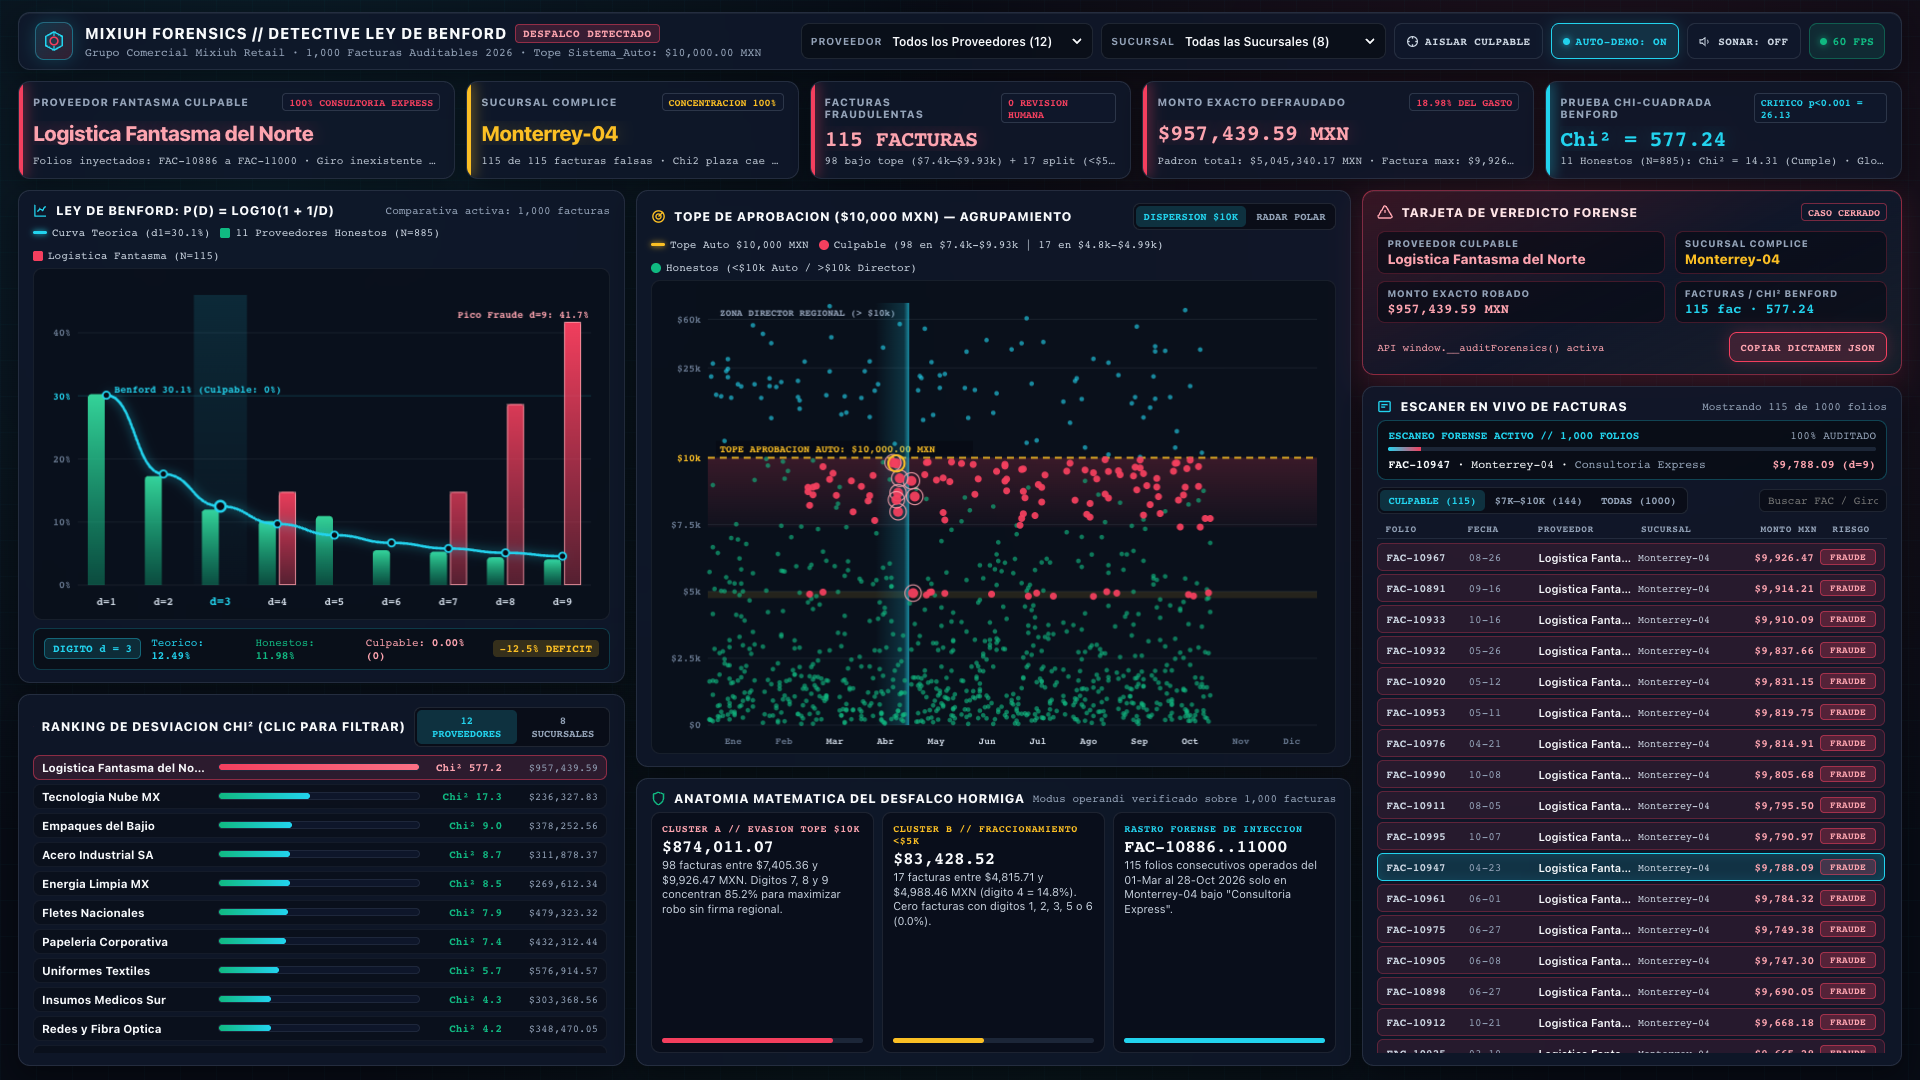 MIXIUH FORENSICS // DETECTIVE LEY DE BENFORD
DESFALCO DETECTADO
Grupo Comercial Mixiuh Retail · 1,000 Facturas Auditables 2026 · Tope Sistema_Auto: $10,000.00 MXN
PROVEEDOR Todos los Proveedores (12)
SUCURSAL Todas las Sucursales (8)
AISLAR CULPABLE
AUTO-DEMO: ON
SONAR: OFF
60 FPS
PROVEEDOR FANTASMA CULPABLE
100% CONSULTORIA EXPRESS
Logistica Fantasma del Norte
Folios inyectados: FAC-10886 a FAC-11000 · Giro inexistente …
SUCURSAL COMPLICE
CONCENTRACION 100%
Monterrey-04
115 de 115 facturas falsas · Chi2 plaza cae …
FACTURAS
FRAUDULENTAS
0 REVISION
HUMANA
115 FACTURAS
98 bajo tope ($7.4k–$9.93k) + 17 split (<$5…
MONTO EXACTO DEFRAUDADO
18.98% DEL GASTO
$957,439.59 MXN
Padron total: $5,045,340.17 MXN · Factura max: $9,926…
PRUEBA CHI-CUADRADA
BENFORD
CRITICO p<0.001 =
26.13
Chi² = 577.24
11 Honestos (N=885): Chi² = 14.31 (Cumple) · Glo…
LEY DE BENFORD: P(D) = LOG10(1 + 1/D)
Comparativa activa: 1,000 facturas
Curva Teorica (d1=30.1%)
11 Proveedores Honestos (N=885)
Logistica Fantasma (N=115)
Pico Fraude d=9: 41.7%
Benford 30.1% (Culpable: 0%)
40%
30%
20%
10%
0%
d=1 d=2 d=3 d=4 d=5 d=6 d=7 d=8 d=9
DIGITO d = 3
Teorico:
12.49%
Honestos:
11.98%
Culpable: 0.00%
(0)
-12.5% DEFICIT
RANKING DE DESVIACION CHI² (CLIC PARA FILTRAR)
12
PROVEEDORES
8
SUCURSALES
Logistica Fantasma del No... Chi² 577.2 $957,439.59
Tecnologia Nube MX Chi² 17.3 $236,327.83
Empaques del Bajio Chi² 9.0 $378,252.56
Acero Industrial SA Chi² 8.7 $311,878.37
Energia Limpia MX Chi² 8.5 $269,612.34
Fletes Nacionales Chi² 7.9 $479,323.32
Papeleria Corporativa Chi² 7.4 $432,312.44
Uniformes Textiles Chi² 5.7 $576,914.57
Insumos Medicos Sur Chi² 4.3 $303,368.56
Redes y Fibra Optica Chi² 4.2 $348,470.05
TOPE DE APROBACION ($10,000 MXN) — AGRUPAMIENTO
DISPERSION $10K
RADAR POLAR
Tope Auto $10,000 MXN
Culpable (98 en $7.4k-$9.93k | 17 en $4.8k-$4.99k)
Honestos (<$10k Auto / >$10k Director)
ZONA DIRECTOR REGIONAL (> $10k)
TOPE APROBACION AUTO: $10,000.00 MXN
$60k
$25k
$10k
$7.5k
$5k
$2.5k
$0
Ene Feb Mar Abr May Jun Jul Ago Sep Oct Nov Dic
ANATOMIA MATEMATICA DEL DESFALCO HORMIGA
Modus operandi verificado sobre 1,000 facturas
CLUSTER A // EVASION TOPE $10K
$874,011.07
98 facturas entre $7,405.36 y
$9,926.47 MXN. Digitos 7, 8 y 9
concentran 85.2% para maximizar
robo sin firma regional.
CLUSTER B // FRACCIONAMIENTO
<$5K
$83,428.52
17 facturas entre $4,815.71 y
$4,988.46 MXN (digito 4 = 14.8%).
Cero facturas con digitos 1, 2, 3, 5 o 6
(0.0%).
RASTRO FORENSE DE INYECCION
FAC-10886..11000
115 folios consecutivos operados del
01-Mar al 28-Oct 2026 solo en
Monterrey-04 bajo "Consultoria
Express".
TARJETA DE VEREDICTO FORENSE
CASO CERRADO
PROVEEDOR CULPABLE
Logistica Fantasma del Norte
SUCURSAL COMPLICE
Monterrey-04
MONTO EXACTO ROBADO
$957,439.59 MXN
FACTURAS / CHI² BENFORD
115 fac · 577.24
API window.__auditForensics() activa
COPIAR DICTAMEN JSON
ESCANER EN VIVO DE FACTURAS
Mostrando 115 de 1000 folios
ESCANEO FORENSE ACTIVO // 1,000 FOLIOS
100% AUDITADO
FAC-10947 · Monterrey-04 · Consultoria Express
$9,788.09 (d=9)
CULPABLE (115)
$7K–$10K (144)
TODAS (1000)
Buscar FAC / Girc
FOLIO FECHA PROVEEDOR SUCURSAL MONTO MXN RIESGO
FAC-10967 08-26 Logistica Fanta... Monterrey-04 $9,926.47 FRAUDE
FAC-10891 09-16 Logistica Fanta... Monterrey-04 $9,914.21 FRAUDE
FAC-10933 10-16 Logistica Fanta... Monterrey-04 $9,910.09 FRAUDE
FAC-10932 05-26 Logistica Fanta... Monterrey-04 $9,837.66 FRAUDE
FAC-10920 05-12 Logistica Fanta... Monterrey-04 $9,831.15 FRAUDE
FAC-10953 05-11 Logistica Fanta... Monterrey-04 $9,819.75 FRAUDE
FAC-10976 04-21 Logistica Fanta... Monterrey-04 $9,814.91 FRAUDE
FAC-10990 10-08 Logistica Fanta... Monterrey-04 $9,805.68 FRAUDE
FAC-10911 08-05 Logistica Fanta... Monterrey-04 $9,795.50 FRAUDE
FAC-10995 10-07 Logistica Fanta... Monterrey-04 $9,790.97 FRAUDE
FAC-10947 04-23 Logistica Fanta... Monterrey-04 $9,788.09 FRAUDE
FAC-10961 06-01 Logistica Fanta... Monterrey-04 $9,784.32 FRAUDE
FAC-10975 06-27 Logistica Fanta... Monterrey-04 $9,749.38 FRAUDE
FAC-10905 06-08 Logistica Fanta... Monterrey-04 $9,747.30 FRAUDE
FAC-10898 06-27 Logistica Fanta... Monterrey-04 $9,690.05 FRAUDE
FAC-10912 10-21 Logistica Fanta... Monterrey-04 $9,668.18 FRAUDE